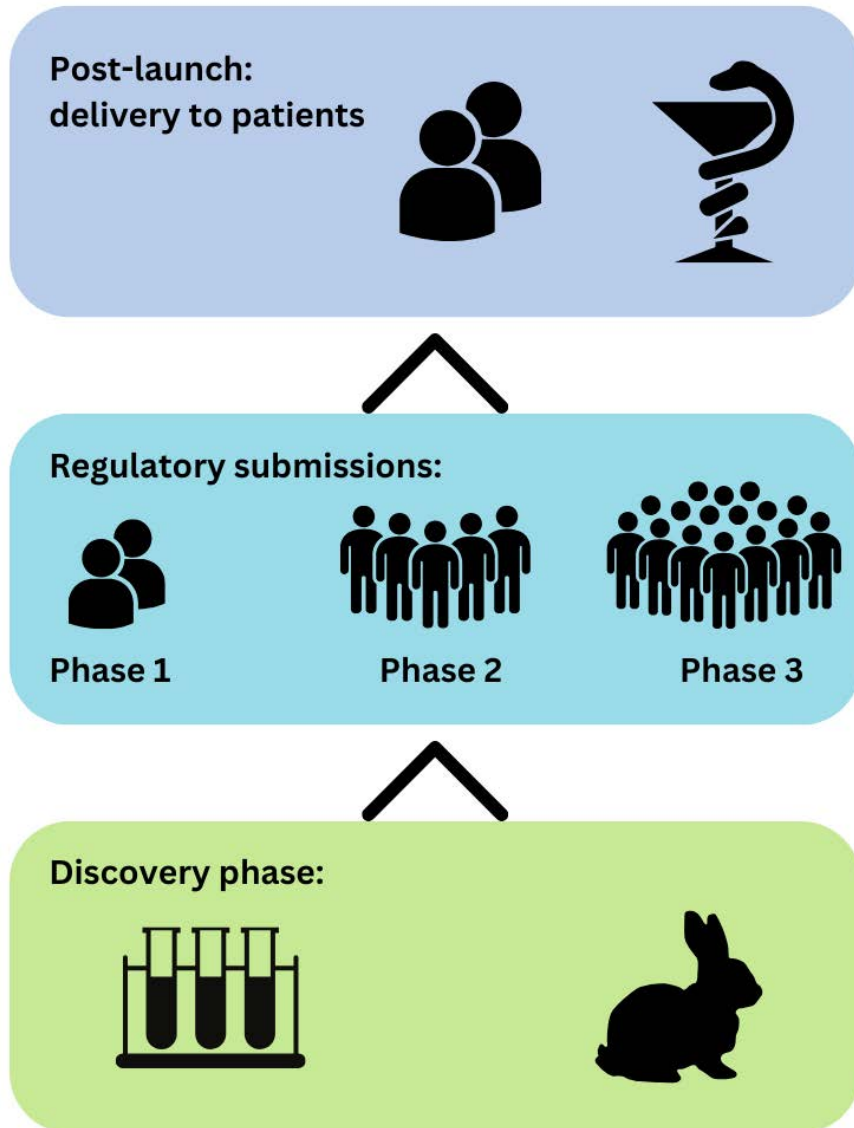 Post-launch:
delivery to patients
Regulatory submissions:
Phase 1
Phase 2
Phase 3
Discovery phase: